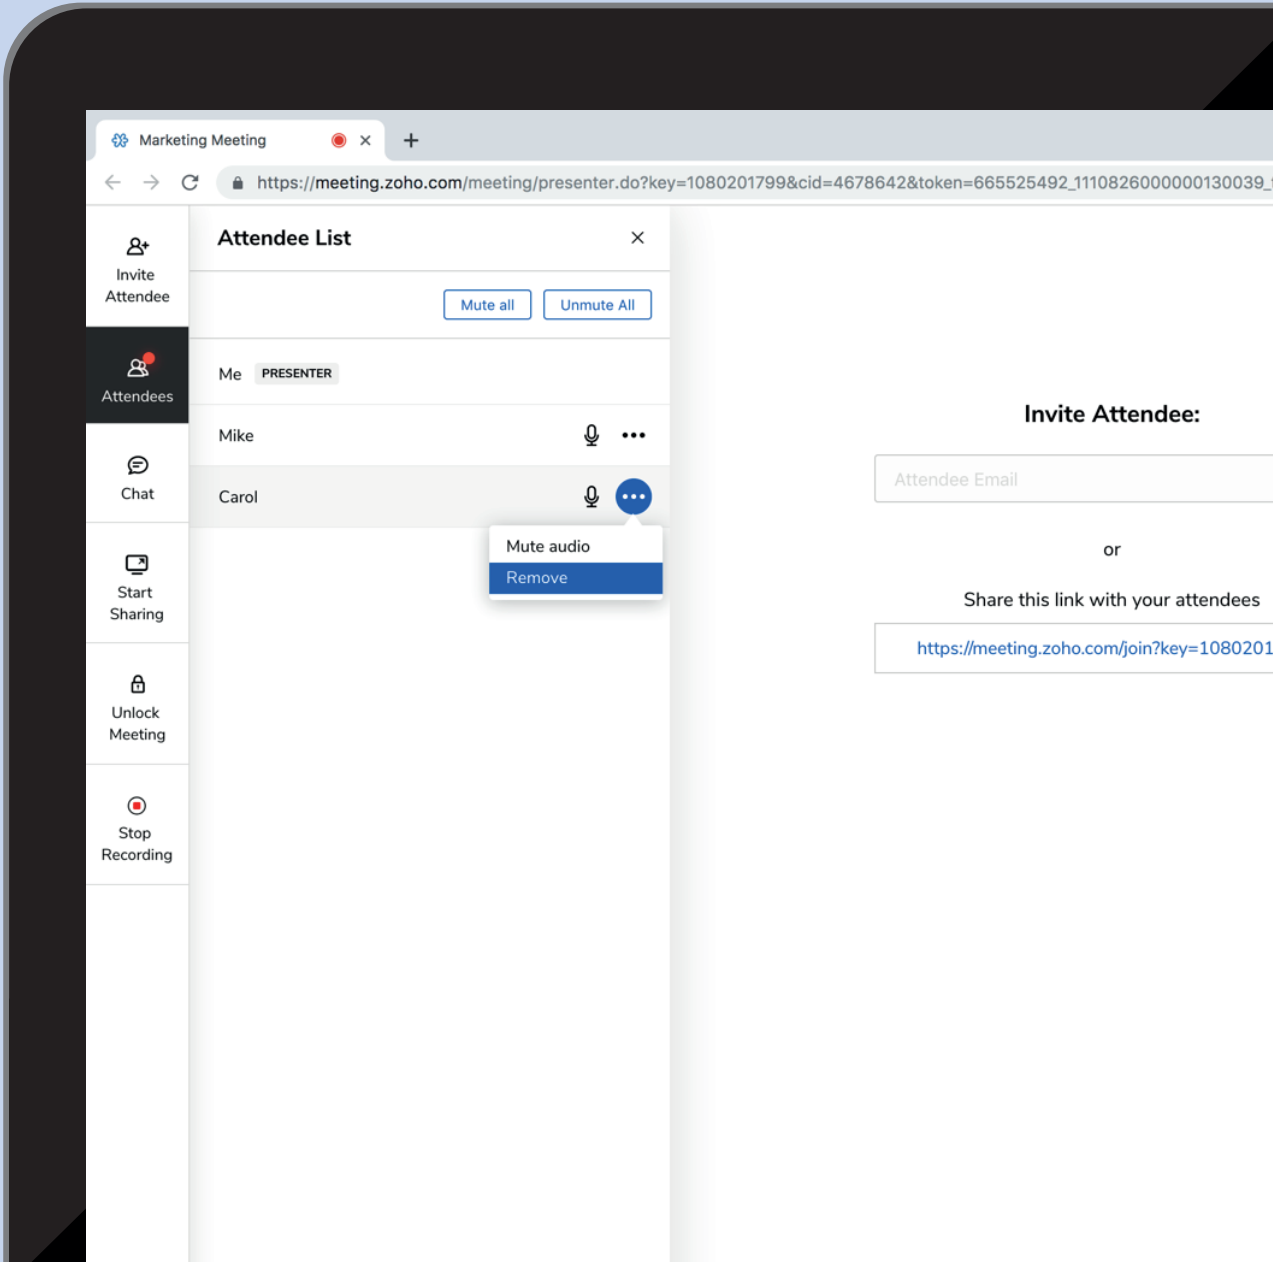 Marketing Meeting
https://meeting.zoho.com/meeting/presenter.do?key=1080201799&cid=4678642&token=665525492_1110826000000130039_
Invite
Attendee
Attendees
Chat
Start
Sharing
Unlock
Meeting
Stop
Recording
Attendee List
Mute all
Unmute All
Me PRESENTER
Mike
Carol
Mute audio
Remove
Invite Attendee:
Attendee Email
or
Share this link with your attendees
https://meeting.zoho.com/join?key=1080201